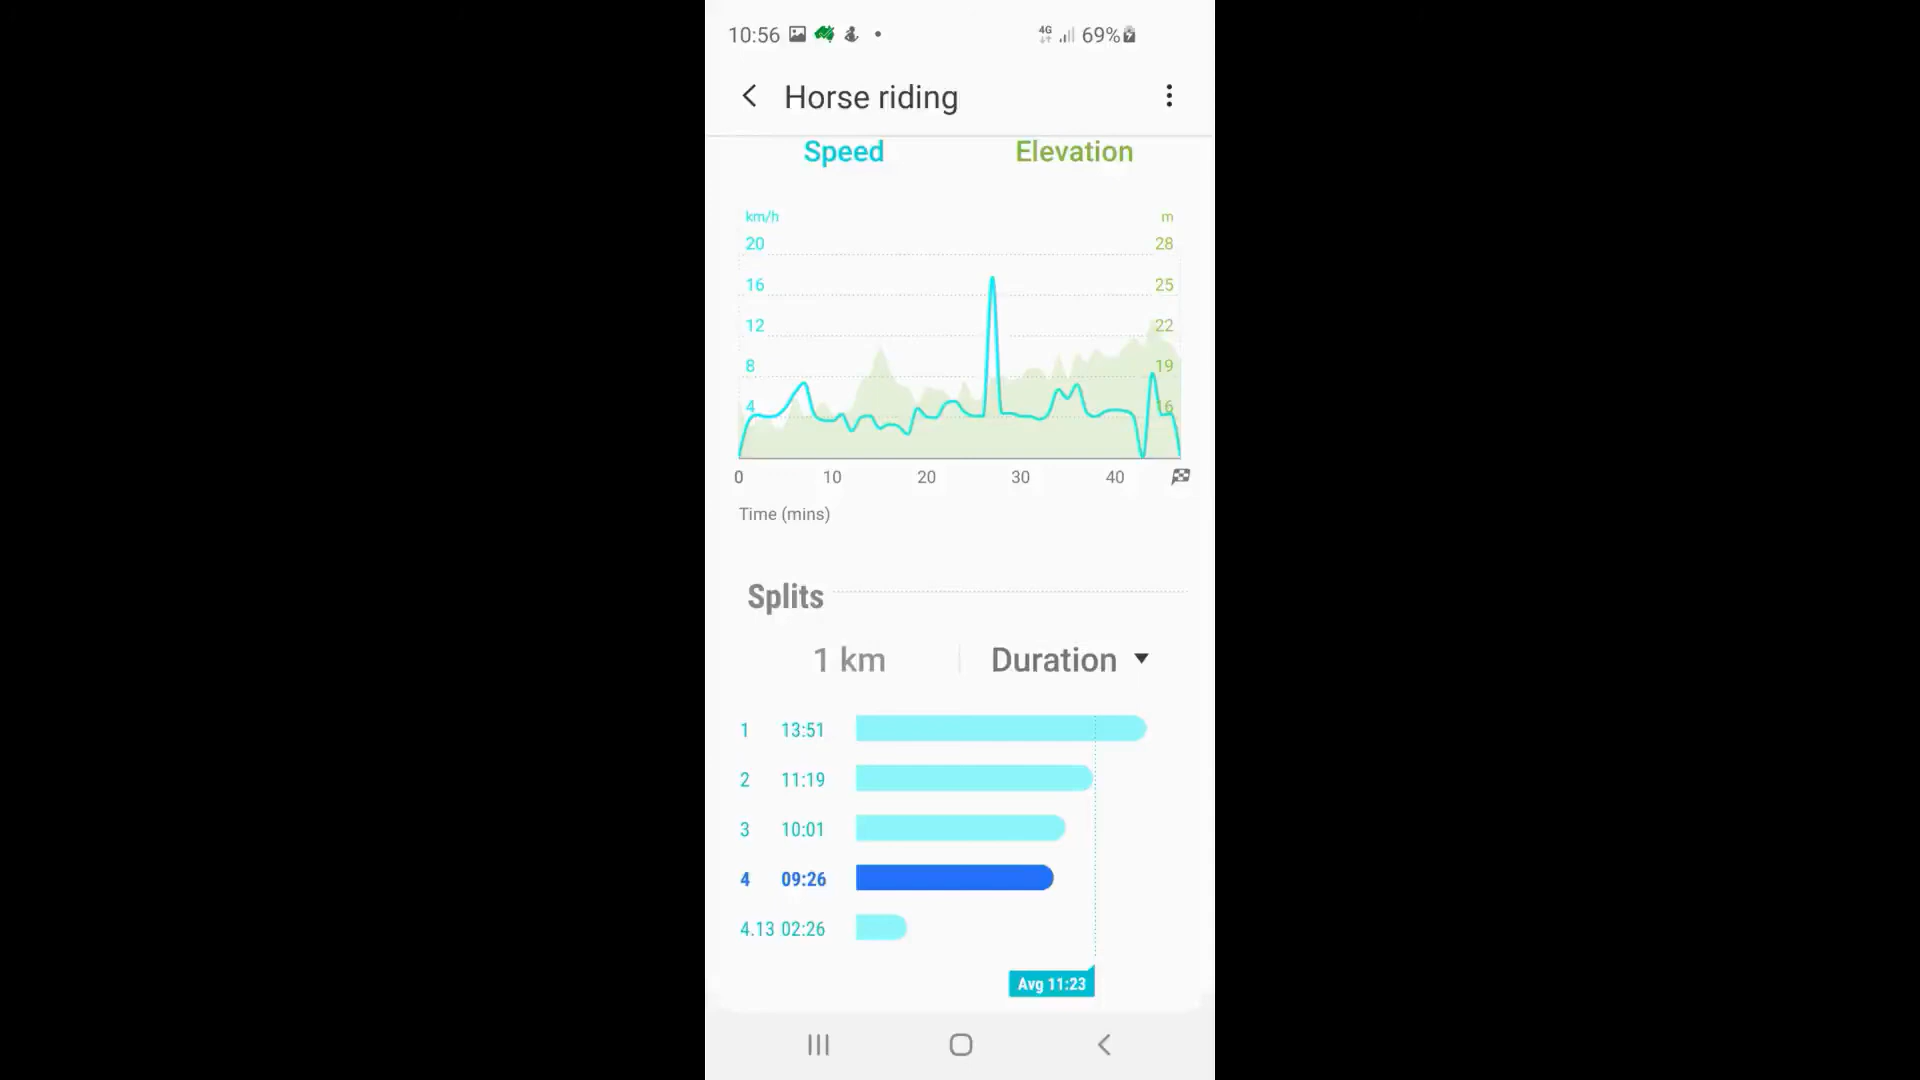 10:56 4G 69%
Horse riding
Speed Elevation
km/h m
20 28
16 25
12 22
8 19
4 16
0 10 20 30 40
Time (mins)
Splits
1 km Duration
1 13:51
2 11:19
3 10:01
4 09:26
4.13 02:26
Avg 11:23